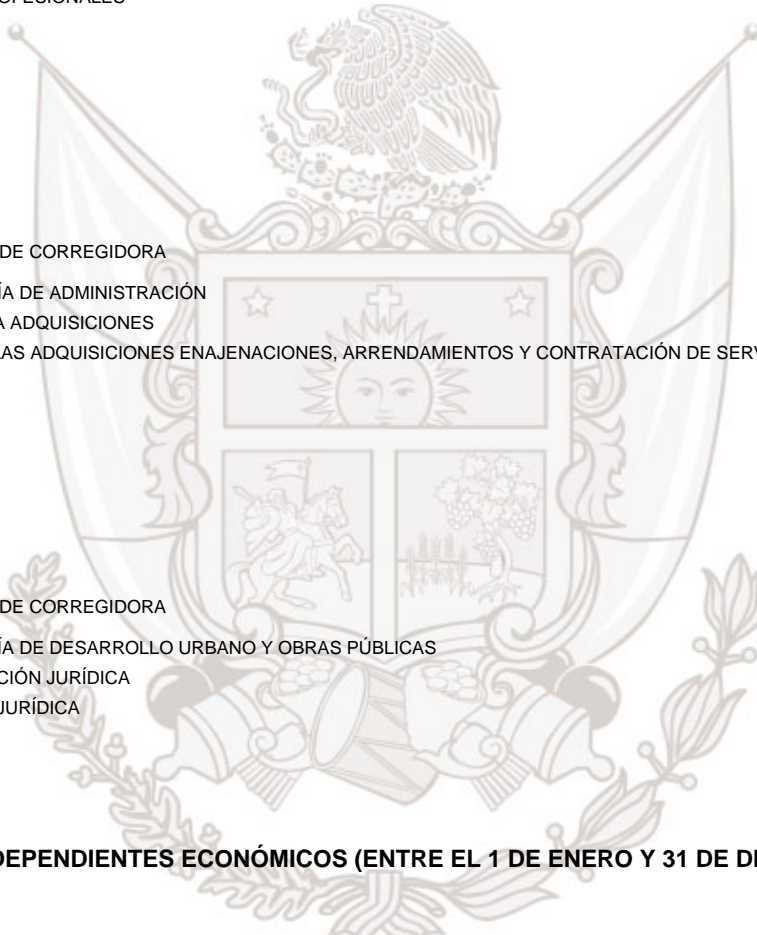 DE CORREGIDORA
ÍA DE ADMINISTRACIÓN
A ADQUISICIONES
LAS ADQUISICIONES ENAJENACIONES, ARRENDAMIENTOS Y CONTRATACIÓN DE SERV
DE CORREGIDORA
ÍA DE DESARROLLO URBANO Y OBRAS PÚBLICAS
CIÓN JURÍDICA
JURÍDICA
DEPENDIENTES ECONÓMICOS (ENTRE EL 1 DE ENERO Y 31 DE DI